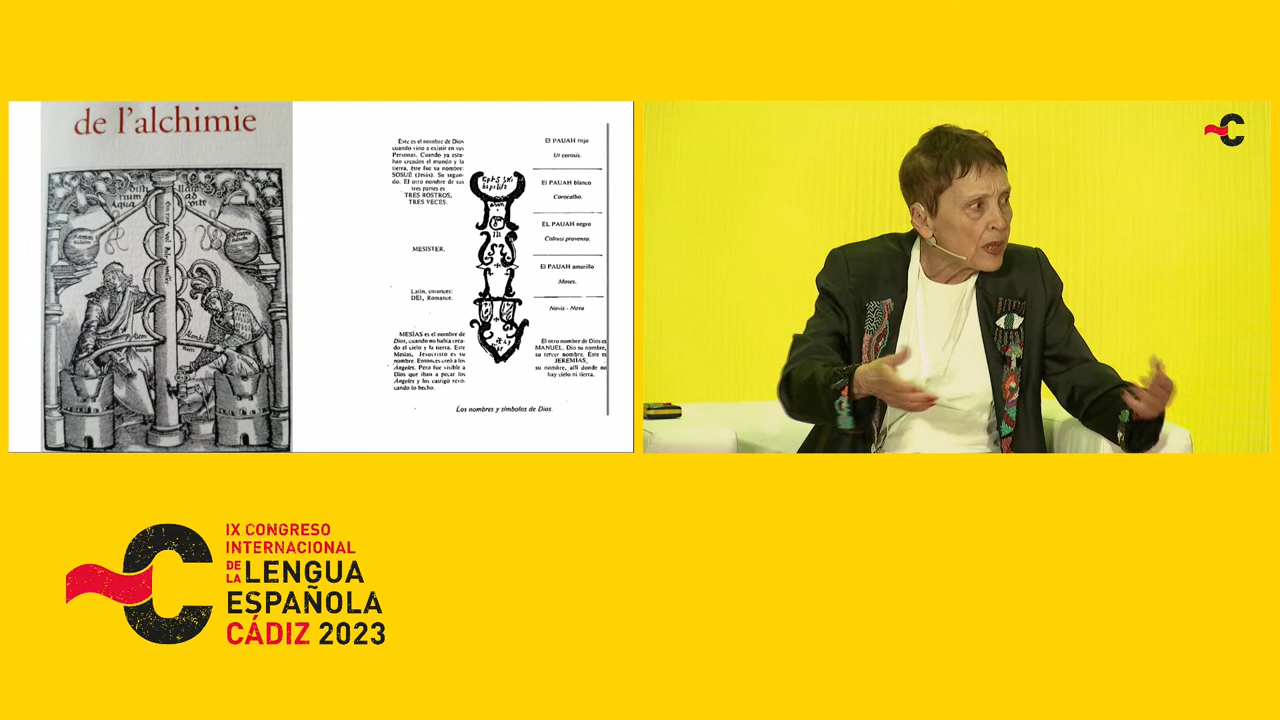 de l'alchimie
Este es el nombre de Dios
cuando vino a existir en sus
Personas. Cuando ya esta-
ban creados el mundo y la
tierra, éste fue su nombre:
SOSUÉ (Jesús). Su segun-
do. El otro nombre de sus
tres partes es
TRES ROSTROS,
TRES VECES.
MESISTER.
Latín, entonces:
DEI, Romance.
MESÍAS es el nombre de
Dios, cuando no había crea-
do el cielo y la tierra. Este
Mesías, Jesucristo es su
nombre. Entonces creó a los
Ángeles. Pero fue visible a
Dios que iban a pecar los
Ángeles y los castigó
cando lo hecho.
El PAUAH rojo
Ut corosis.
El PAUAH blanco
Corocalbo.
EL PAUAH negro
Colrusi provensa.
El PAUAH amarillo
Moses.
Navis - Nova
El otro nombre de Dios es
MANUEL. Dio su nombre,
su tercer nombre. Este es
JEREMÍAS,
su nombre, allí donde no
hay cielo ni tierra.
Los nombres y símbolos de Dios.
IX CONGRESO
INTERNACIONAL
DE LA LENGUA
ESPAÑOLA
CÁDIZ 2023